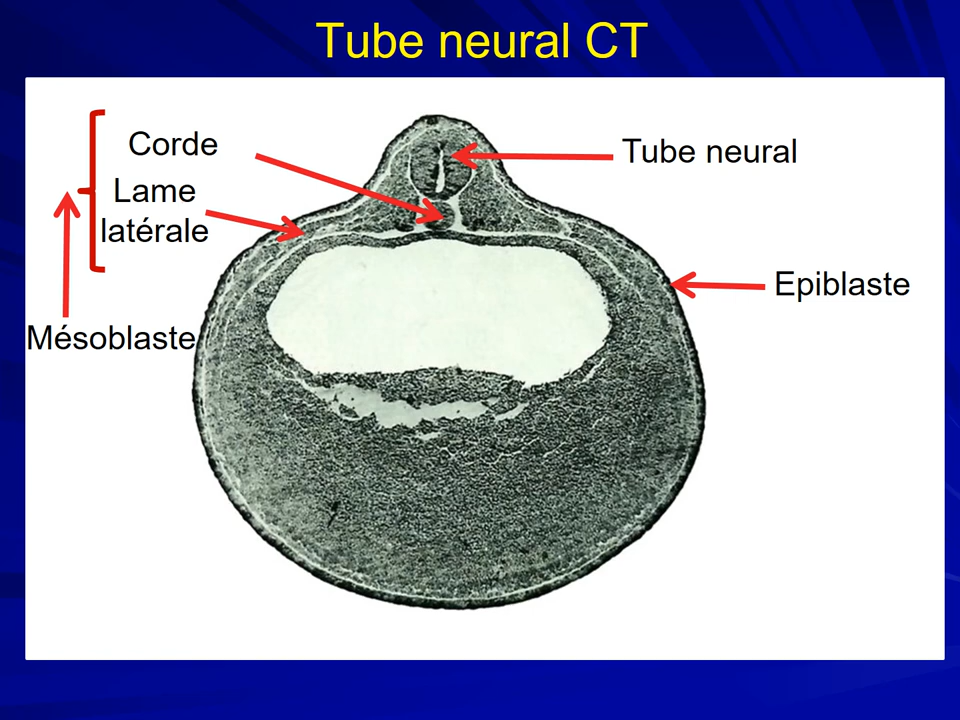 Tube neural CT
Corde
Tube neural
Lame
latérale
Epiblaste
Mésoblaste